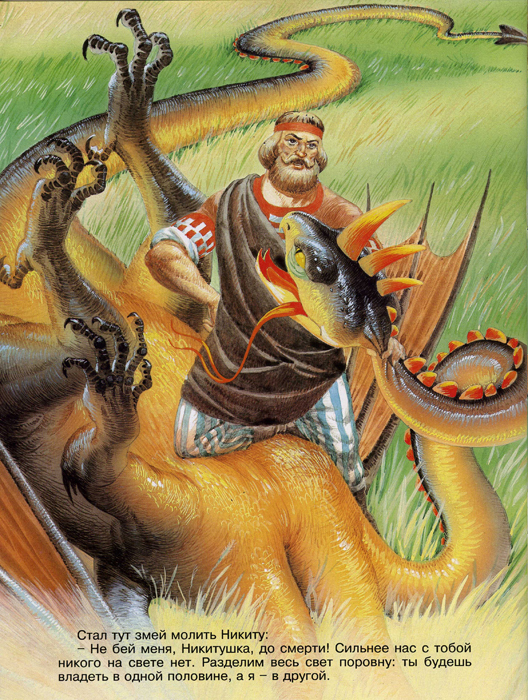 Стал тут змей молить Никиту:
– Не бей меня, Никитушка, до смерти! Сильнее нас с тобой
никого на свете нет. Разделим весь свет поровну: ты будешь
владеть в одной половине, а я – в другой.